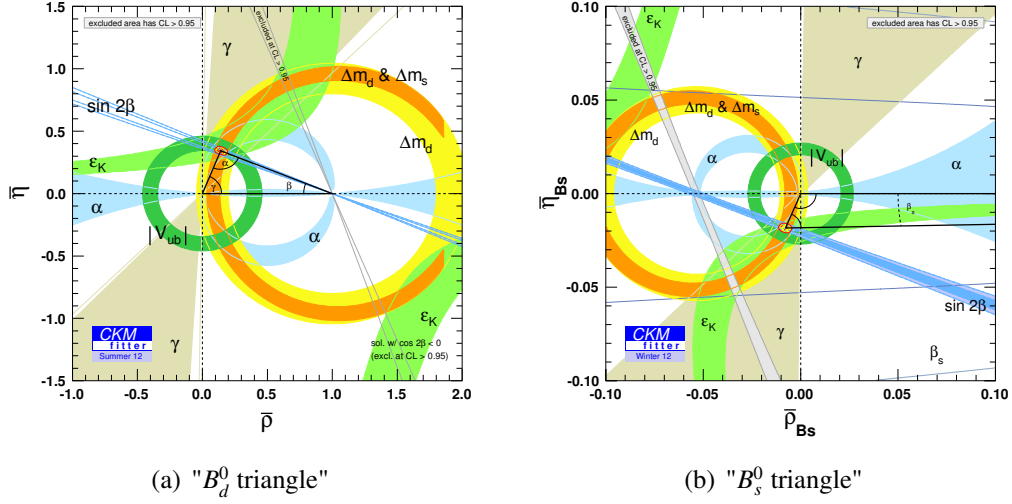 excluded area has CL > 0.95
excluded at CL > 0.95
γ
Δm_d & Δm_s
sin 2β
Δm_d
ε_K
α
α
γ
β
α
|V_ub|
ε_K
γ
CKM
fitter
Summer 12
sol. w/ cos 2β < 0
(excl. at CL > 0.95)
1.5
1.0
0.5
0.0
-0.5
-1.0
-1.5
η̅
-1.0 -0.5 0.0 0.5 1.0 1.5 2.0
ρ̅
(a) "B_d^0 triangle"
excluded area has CL > 0.95
excluded at CL > 0.95
ε_K
γ
Δm_d & Δm_s
Δm_d
|V_ub|
α
α
β_s
sin 2β
ε_K
γ
β_s
CKM
fitter
Winter 12
0.10
0.05
0.00
-0.05
-0.10
η̅_Bs
-0.10 -0.05 0.00 0.05 0.10
ρ̅_Bs
(b) "B_s^0 triangle"